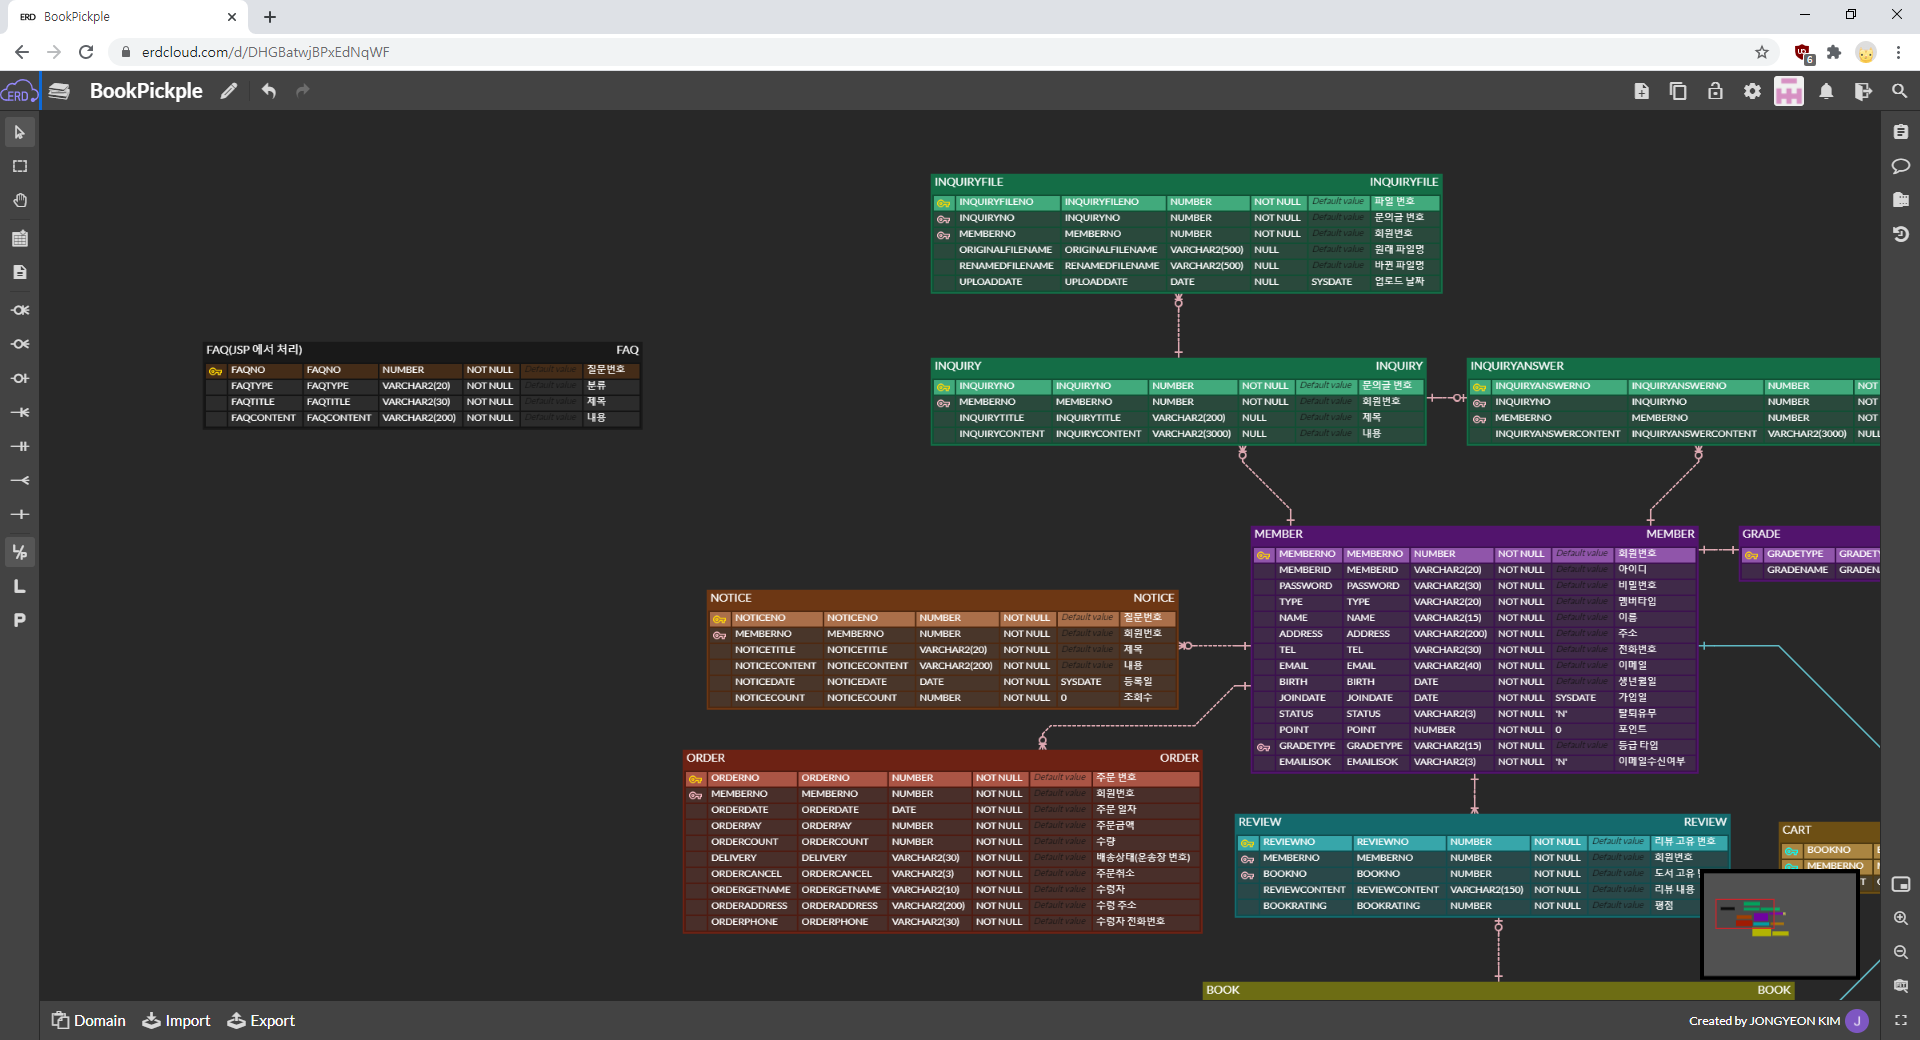 BookPickple
erdcloud.com/d/DHGBatwjBPxEdNqWF
6
ERD
BookPickple
INQUIRYFILE INQUIRYFILE
INQUIRYFILENO INQUIRYFILENO NUMBER NOT NULL Default value 파일 번호
INQUIRYNO INQUIRYNO NUMBER NOT NULL Default value 문의글 번호
MEMBERNO MEMBERNO NUMBER NOT NULL Default value 회원번호
ORIGINALFILENAME ORIGINALFILENAME VARCHAR2(500) NULL Default value 원래 파일명
RENAMEDFILENAME RENAMEDFILENAME VARCHAR2(500) NULL Default value 바뀐 파일명
UPLOADDATE UPLOADDATE DATE NULL SYSDATE 업로드 날짜
FAQ(JSP 에서 처리) FAQ
FAQNO FAQNO NUMBER NOT NULL Default value 질문번호
FAQTYPE FAQTYPE VARCHAR2(20) NOT NULL Default value 분류
FAQTITLE FAQTITLE VARCHAR2(30) NOT NULL Default value 제목
FAQCONTENT FAQCONTENT VARCHAR2(200) NOT NULL Default value 내용
INQUIRY INQUIRY
INQUIRYNO INQUIRYNO NUMBER NOT NULL Default value 문의글 번호
MEMBERNO MEMBERNO NUMBER NOT NULL Default value 회원번호
INQUIRYTITLE INQUIRYTITLE VARCHAR2(200) NULL Default value 제목
INQUIRYCONTENT INQUIRYCONTENT VARCHAR2(3000) NULL Default value 내용
INQUIRYANSWER
INQUIRYANSWERNO INQUIRYANSWERNO NUMBER NOT
INQUIRYNO INQUIRYNO NUMBER NOT
MEMBERNO MEMBERNO NUMBER NOT
INQUIRYANSWERCONTENT INQUIRYANSWERCONTENT VARCHAR2(3000) NULL
MEMBER MEMBER
MEMBERNO MEMBERNO NUMBER NOT NULL Default value 회원번호
MEMBERID MEMBERID VARCHAR2(20) NOT NULL Default value 아이디
PASSWORD PASSWORD VARCHAR2(30) NOT NULL Default value 비밀번호
TYPE TYPE VARCHAR2(20) NOT NULL Default value 멤버타입
NAME NAME VARCHAR2(15) NOT NULL Default value 이름
ADDRESS ADDRESS VARCHAR2(200) NOT NULL Default value 주소
TEL TEL VARCHAR2(30) NOT NULL Default value 전화번호
EMAIL EMAIL VARCHAR2(40) NOT NULL Default value 이메일
BIRTH BIRTH DATE NOT NULL Default value 생년월일
JOINDATE JOINDATE DATE NOT NULL SYSDATE 가입일
STATUS STATUS VARCHAR2(3) NOT NULL 'N' 탈퇴유무
POINT POINT NUMBER NOT NULL 0 포인트
GRADETYPE GRADETYPE VARCHAR2(15) NOT NULL Default value 등급 타입
EMAILISOK EMAILISOK VARCHAR2(3) NOT NULL 'N' 이메일수신여부
GRADE
GRADETYPE GRADETY
GRADENAME GRADEN
NOTICE NOTICE
NOTICENO NOTICENO NUMBER NOT NULL Default value 질문번호
MEMBERNO MEMBERNO NUMBER NOT NULL Default value 회원번호
NOTICETITLE NOTICETITLE VARCHAR2(20) NOT NULL Default value 제목
NOTICECONTENT NOTICECONTENT VARCHAR2(200) NOT NULL Default value 내용
NOTICEDATE NOTICEDATE DATE NOT NULL SYSDATE 등록일
NOTICECOUNT NOTICECOUNT NUMBER NOT NULL 0 조회수
ORDER ORDER
ORDERNO ORDERNO NUMBER NOT NULL Default value 주문 번호
MEMBERNO MEMBERNO NUMBER NOT NULL Default value 회원번호
ORDERDATE ORDERDATE DATE NOT NULL Default value 주문 일자
ORDERPAY ORDERPAY NUMBER NOT NULL Default value 주문금액
ORDERCOUNT ORDERCOUNT NUMBER NOT NULL Default value 수량
DELIVERY DELIVERY VARCHAR2(30) NOT NULL Default value 배송상태(운송장 번호)
ORDERCANCEL ORDERCANCEL VARCHAR2(3) NOT NULL Default value 주문취소
ORDERGETNAME ORDERGETNAME VARCHAR2(10) NOT NULL Default value 수령자
ORDERADDRESS ORDERADDRESS VARCHAR2(200) NOT NULL Default value 수령 주소
ORDERPHONE ORDERPHONE VARCHAR2(30) NOT NULL Default value 수령자 전화번호
REVIEW REVIEW
REVIEWNO REVIEWNO NUMBER NOT NULL Default value 리뷰 고유 번호
MEMBERNO MEMBERNO NUMBER NOT NULL Default value 회원번호
BOOKNO BOOKNO NUMBER NOT NULL Default value 도서 고유
REVIEWCONTENT REVIEWCONTENT VARCHAR2(150) NOT NULL Default value 리뷰 내용
BOOKRATING BOOKRATING NUMBER NOT NULL Default value 평점
CART
BOOKNO
MEMBERNO
BOOK BOOK
Domain Import Export
Created by JONGYEON KIM J